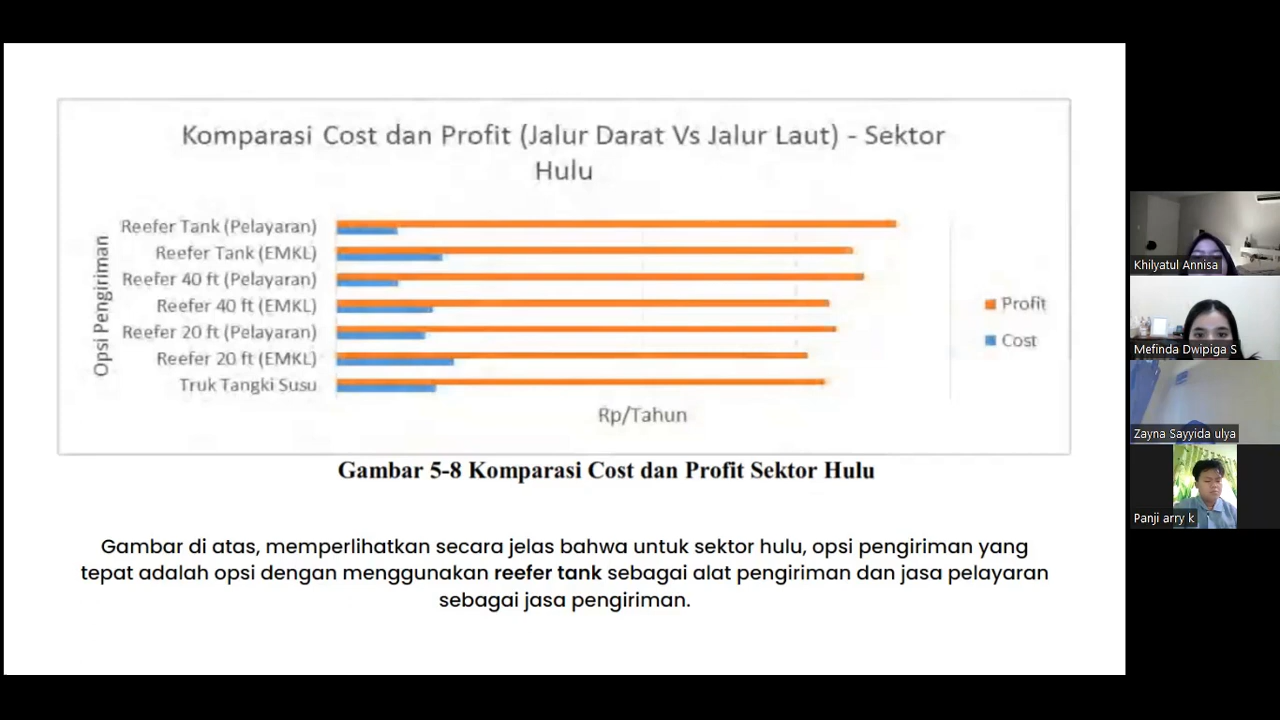 Komparasi Cost dan Profit (Jalur Darat Vs Jalur Laut) - Sektor
Hulu
Opsi Pengiriman
Reefer Tank (Pelayaran)
Reefer Tank (EMKL)
Reefer 40 ft (Pelayaran)
Reefer 40 ft (EMKL)
Reefer 20 ft (Pelayaran)
Reefer 20 ft (EMKL)
Truk Tangki Susu
Rp/Tahun
Profit
Cost
Gambar 5-8 Komparasi Cost dan Profit Sektor Hulu
Gambar di atas, memperlihatkan secara jelas bahwa untuk sektor hulu, opsi pengiriman yang
tepat adalah opsi dengan menggunakan reefer tank sebagai alat pengiriman dan jasa pelayaran
sebagai jasa pengiriman.
Khilyatul Annisa
Mefinda Dwipiga S
Zayna Sayyida ulya
Panji arry k